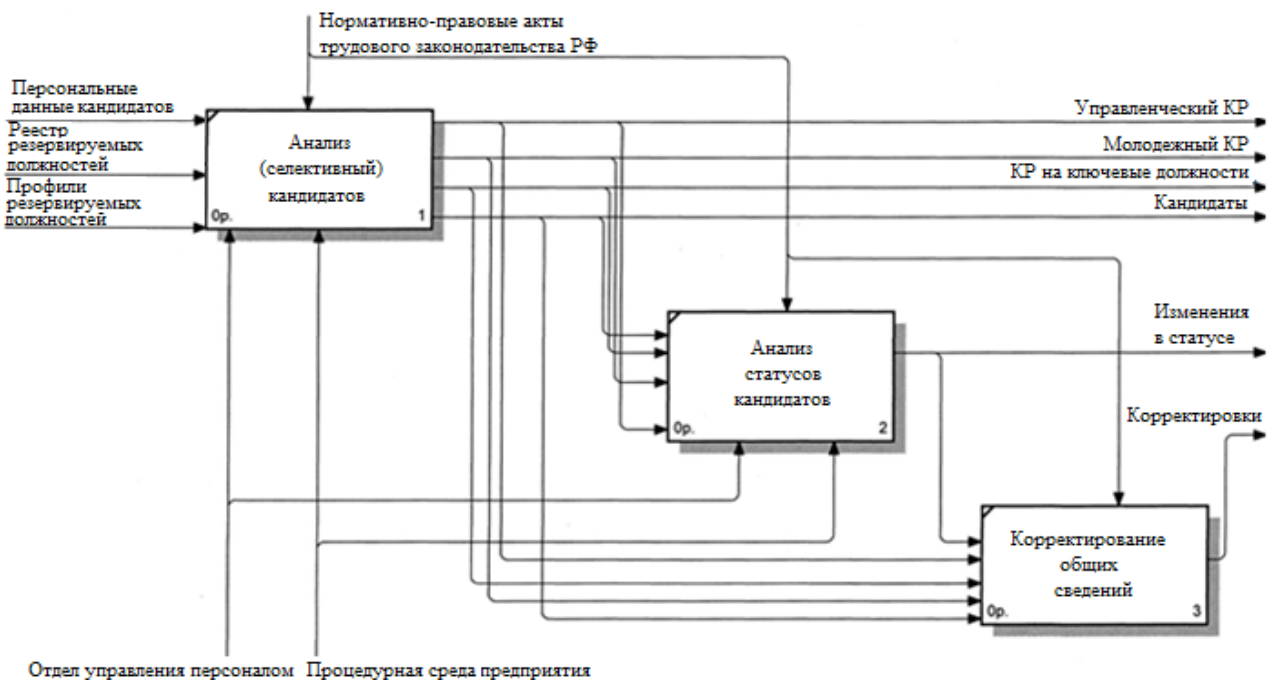 Нормативно-правовые акты
трудового законодательства РФ
Персональные
данные кандидатов
Реестр
резервируемых
должностей
Профили
резервируемых
должностей
Анализ
(селективный)
кандидатов
0р. 1
Управленческий КР
Молодежный КР
КР на ключевые должности
Кандидаты
Анализ
статусов
кандидатов
0р. 2
Изменения
в статусе
Корректировки
Корректирование
общих
сведений
0р. 3
Отдел управления персоналом Процедурная среда предприятия